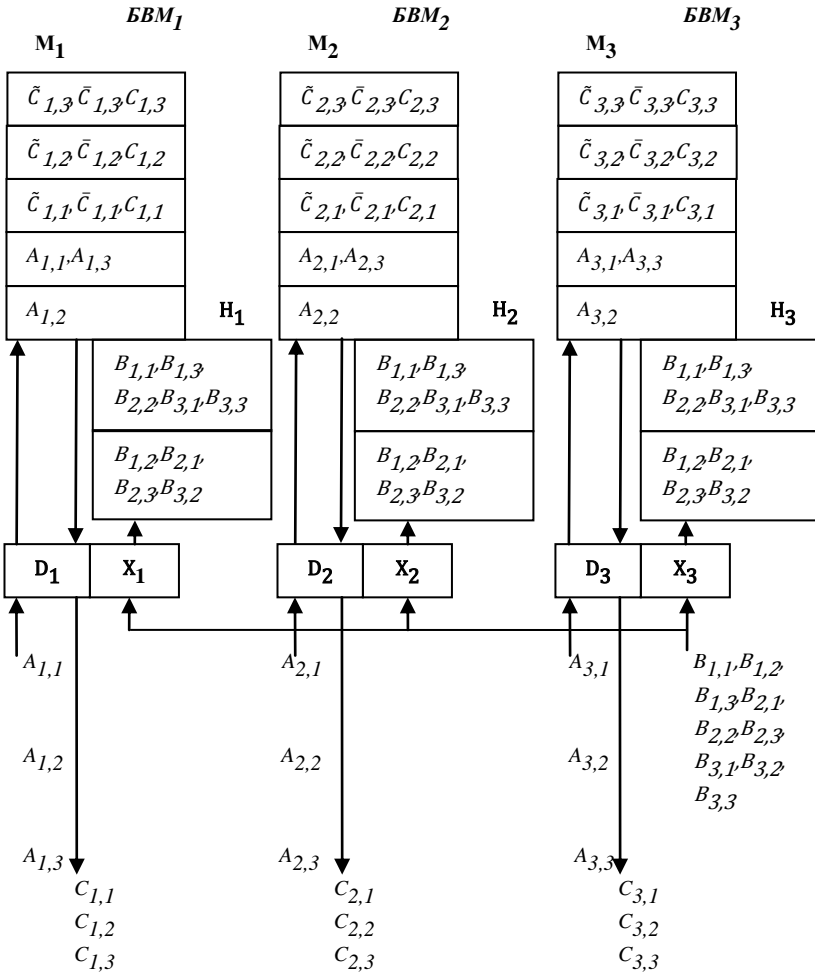 БВМ₁ БВМ₂ БВМ₃
M₁ M₂ M₃
C̃₁,₃,C̄₁,₃,C₁,₃ C̃₂,₃,C̄₂,₃,C₂,₃ C̃₃,₃,C̄₃,₃,C₃,₃
C̃₁,₂,C̄₁,₂,C₁,₂ C̃₂,₂,C̄₂,₂,C₂,₂ C̃₃,₂,C̄₃,₂,C₃,₂
C̃₁,₁,C̄₁,₁,C₁,₁ C̃₂,₁,C̄₂,₁,C₂,₁ C̃₃,₁,C̄₃,₁,C₃,₁
A₁,₁,A₁,₃ A₂,₁,A₂,₃ A₃,₁,A₃,₃
A₁,₂ H₁ A₂,₂ H₂ A₃,₂ H₃
B₁,₁,B₁,₃, B₁,₁,B₁,₃, B₁,₁,B₁,₃,
B₂,₂,B₃,₁,B₃,₃ B₂,₂,B₃,₁,B₃,₃ B₂,₂,B₃,₁,B₃,₃
B₁,₂,B₂,₁, B₁,₂,B₂,₁, B₁,₂,B₂,₁,
B₂,₃,B₃,₂ B₂,₃,B₃,₂ B₂,₃,B₃,₂
D₁ X₁ D₂ X₂ D₃ X₃
A₁,₁ A₂,₁ A₃,₁ B₁,₁,B₁,₂,
B₁,₃,B₂,₁,
A₁,₂ A₂,₂ A₃,₂ B₂,₂,B₂,₃,
B₃,₁,B₃,₂,
B₃,₃
A₁,₃ A₂,₃ A₃,₃
C₁,₁ C₂,₁ C₃,₁
C₁,₂ C₂,₂ C₃,₂
C₁,₃ C₂,₃ C₃,₃